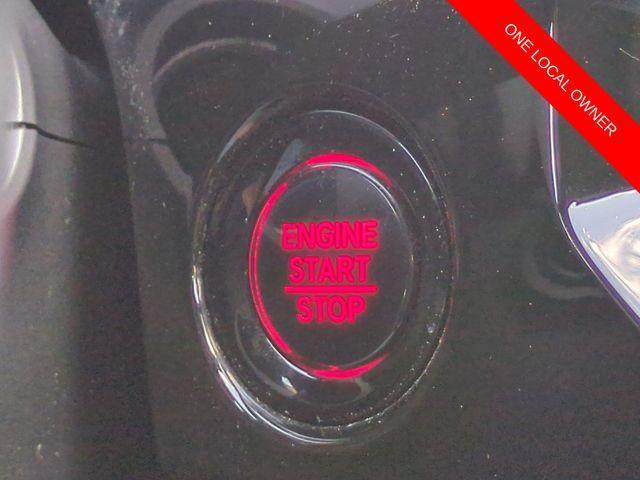 ONE LOCAL OWNER
ENGINE
START
STOP